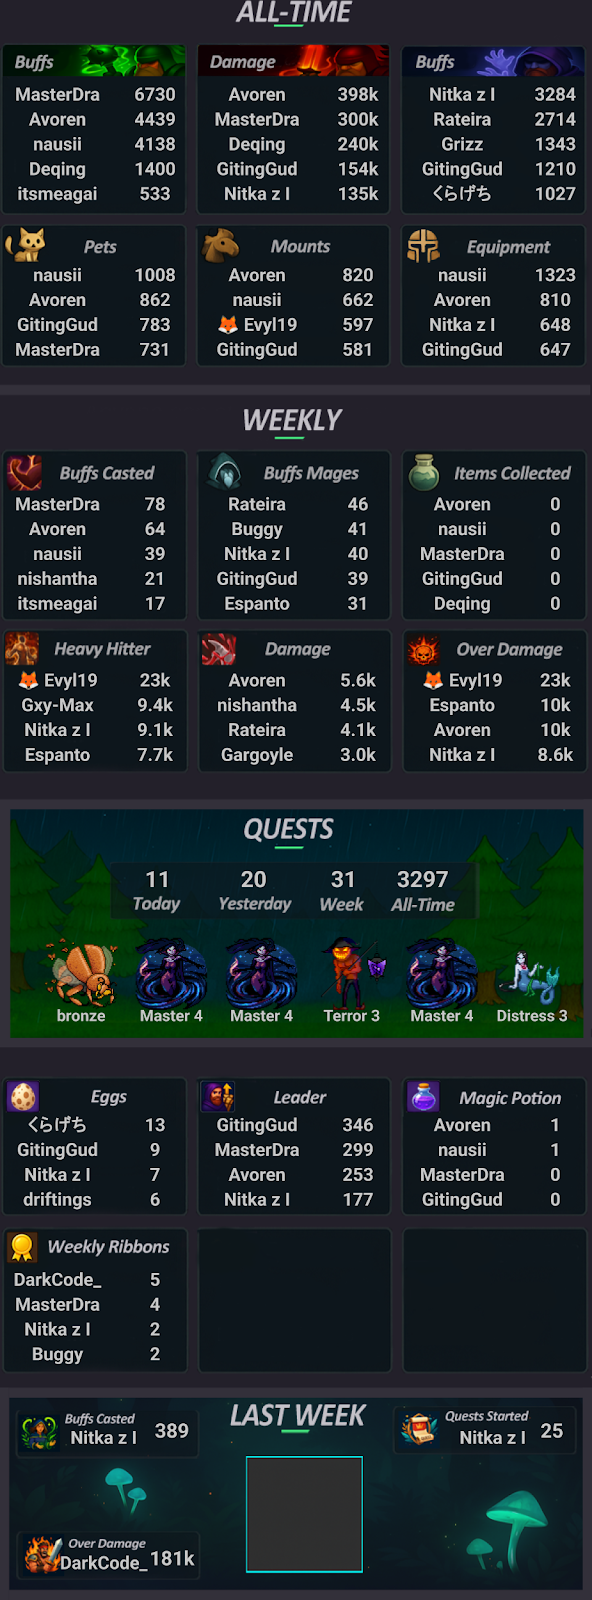 ALL-TIME
Buffs
MasterDra 6730
Avoren 4439
nausii 4138
Deqing 1400
itsmeagai 533
Damage
Avoren 398k
MasterDra 300k
Deqing 240k
GitingGud 154k
Nitka z I 135k
Buffs
Nitka z I 3284
Rateira 2714
Grizz 1343
GitingGud 1210
くらげち 1027
Pets
nausii 1008
Avoren 862
GitingGud 783
MasterDra 731
Mounts
Avoren 820
nausii 662
🦊 Evyl19 597
GitingGud 581
Equipment
nausii 1323
Avoren 810
Nitka z I 648
GitingGud 647
WEEKLY
Buffs Casted
MasterDra 78
Avoren 64
nausii 39
nishantha 21
itsmeagai 17
Buffs Mages
Rateira 46
Buggy 41
Nitka z I 40
GitingGud 39
Espanto 31
Items Collected
Avoren 0
nausii 0
MasterDra 0
GitingGud 0
Deqing 0
Heavy Hitter
🦊 Evyl19 23k
Gxy-Max 9.4k
Nitka z I 9.1k
Espanto 7.7k
Damage
Avoren 5.6k
nishantha 4.5k
Rateira 4.1k
Gargoyle 3.0k
Over Damage
🦊 Evyl19 23k
Espanto 10k
Avoren 10k
Nitka z I 8.6k
QUESTS
11 20 31 3297
Today Yesterday Week All-Time
bronze Master 4 Master 4 Terror 3 Master 4 Distress 3
Eggs
くらげち 13
GitingGud 9
Nitka z I 7
driftings 6
Leader
GitingGud 346
MasterDra 299
Avoren 253
Nitka z I 177
Magic Potion
Avoren 1
nausii 1
MasterDra 0
GitingGud 0
Weekly Ribbons
DarkCode_ 5
MasterDra 4
Nitka z I 2
Buggy 2
LAST WEEK
Buffs Casted
Nitka z I 389
Quests Started
Nitka z I 25
Over Damage
DarkCode_ 181k